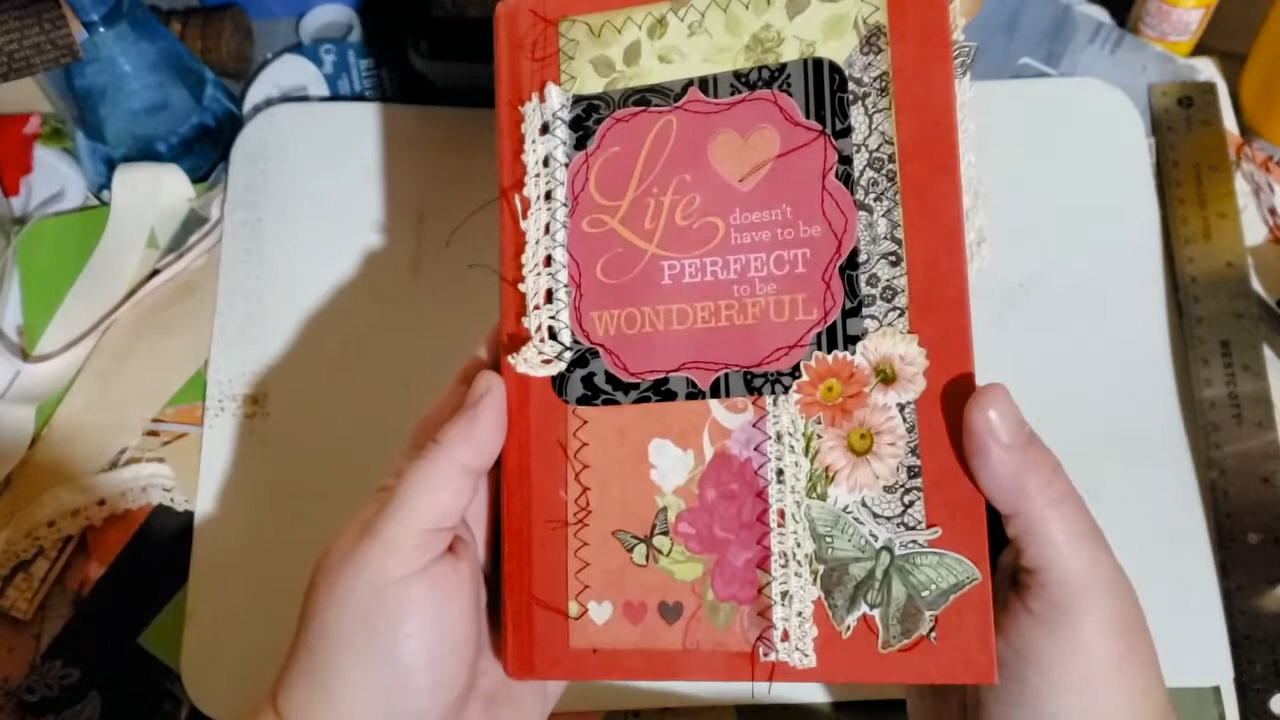 Life
doesn't
have to be
PERFECT
to be
WONDERFUL
WESTCOTT